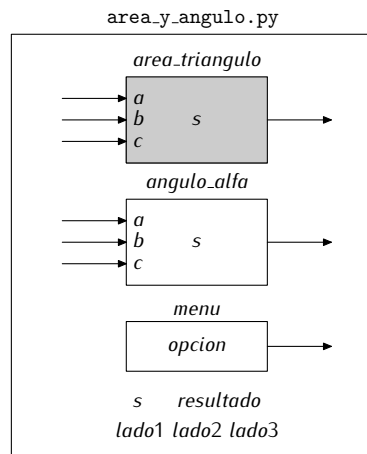 area_y_angulo.py
area_triangulo
a
b s
c
angulo_alfa
a
b s
c
menu
opcion
s resultado
lado1 lado2 lado3